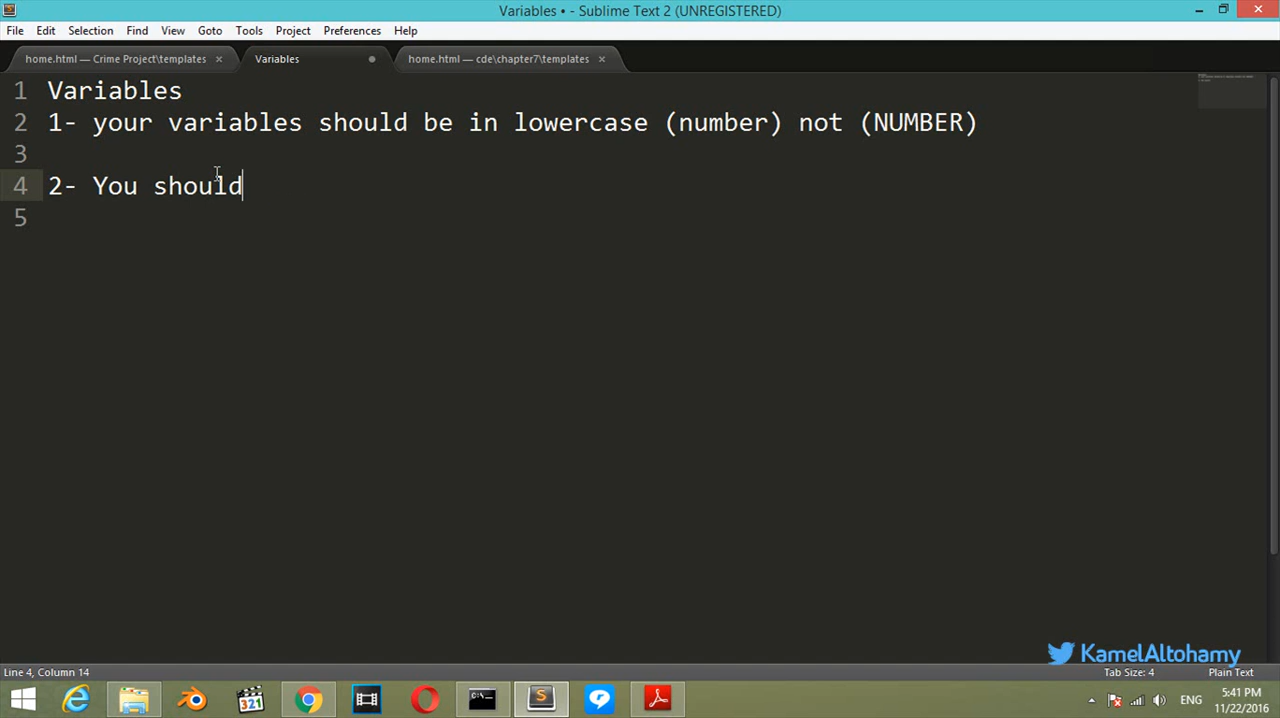 Variables • - Sublime Text 2 (UNREGISTERED)
File Edit Selection Find View Goto Tools Project Preferences Help
home.html — Crime Project\templates × Variables home.html — cde\chapter7\templates ×
1 Variables
2 1- your variables should be in lowercase (number) not (NUMBER)
3
4 2- You should
5
KamelAltohamy
Line 4, Column 14 Tab Size: 4 Plain Text
321 ENG 5:41 PM
11/22/2016